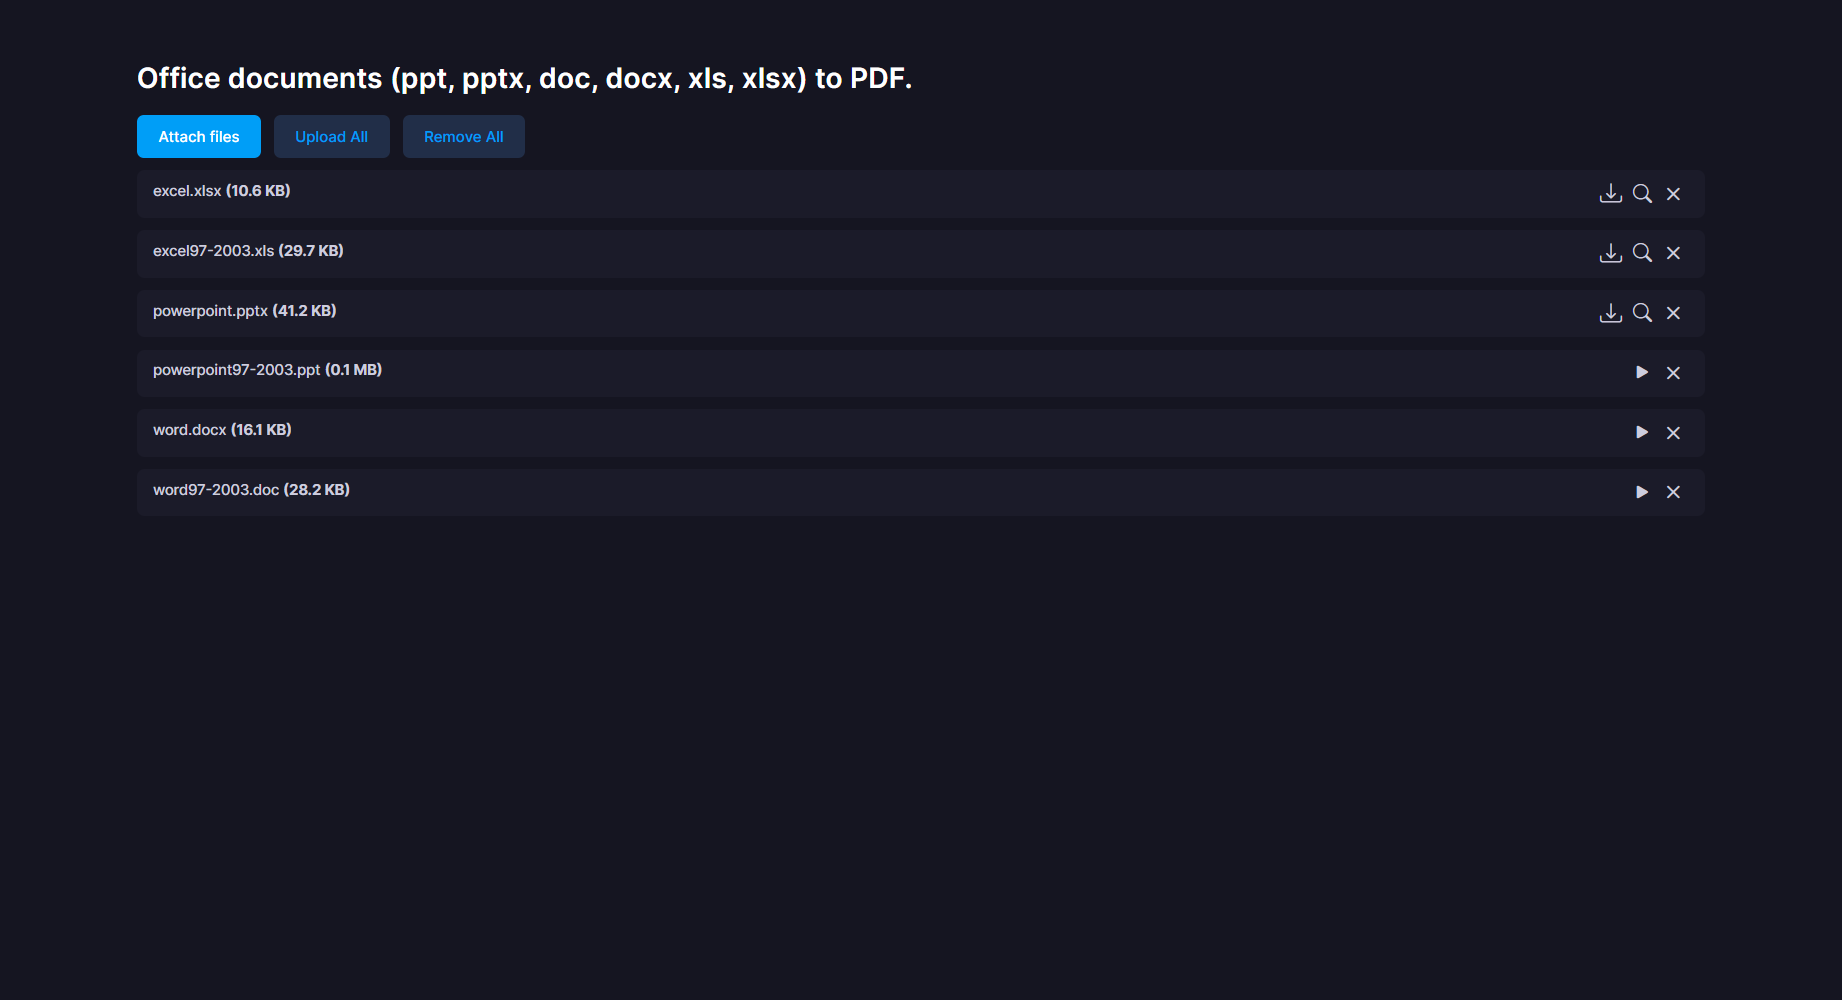 Office documents (ppt, pptx, doc, docx, xls, xlsx) to PDF.
Attach files Upload All Remove All
excel.xlsx (10.6 KB)
excel97-2003.xls (29.7 KB)
powerpoint.pptx (41.2 KB)
powerpoint97-2003.ppt (0.1 MB)
word.docx (16.1 KB)
word97-2003.doc (28.2 KB)